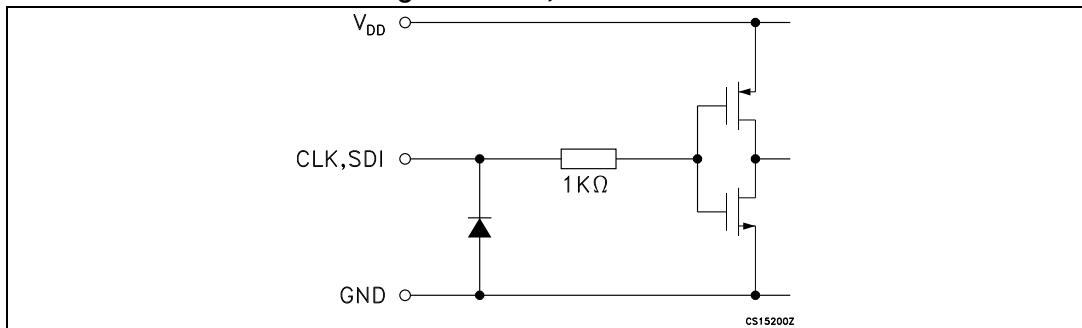 V_DD
CLK,SDI
1KΩ
GND
CS15200Z